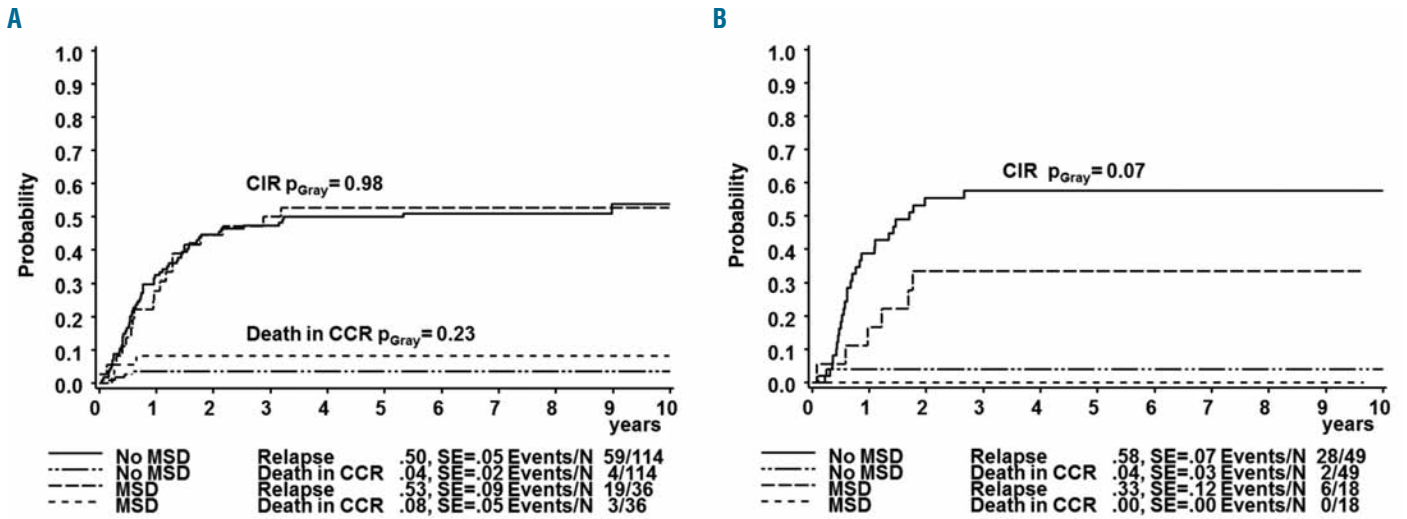 A
1.0
0.9
0.8
0.7
0.6
0.5
0.4
0.3
0.2
0.1
0.0
Probability
CIR pGray= 0.98
Death in CCR pGray= 0.23
0 1 2 3 4 5 6 7 8 9 10
years
No MSD Relapse .50, SE=.05 Events/N 59/114
No MSD Death in CCR .04, SE=.02 Events/N 4/114
MSD Relapse .53, SE=.09 Events/N 19/36
MSD Death in CCR .08, SE=.05 Events/N 3/36
B
1.0
0.9
0.8
0.7
0.6
0.5
0.4
0.3
0.2
0.1
0.0
Probability
CIR pGray= 0.07
0 1 2 3 4 5 6 7 8 9 10
years
No MSD Relapse .58, SE=.07 Events/N 28/49
No MSD Death in CCR .04, SE=.03 Events/N 2/49
MSD Relapse .33, SE=.12 Events/N 6/18
MSD Death in CCR .00, SE=.00 Events/N 0/18